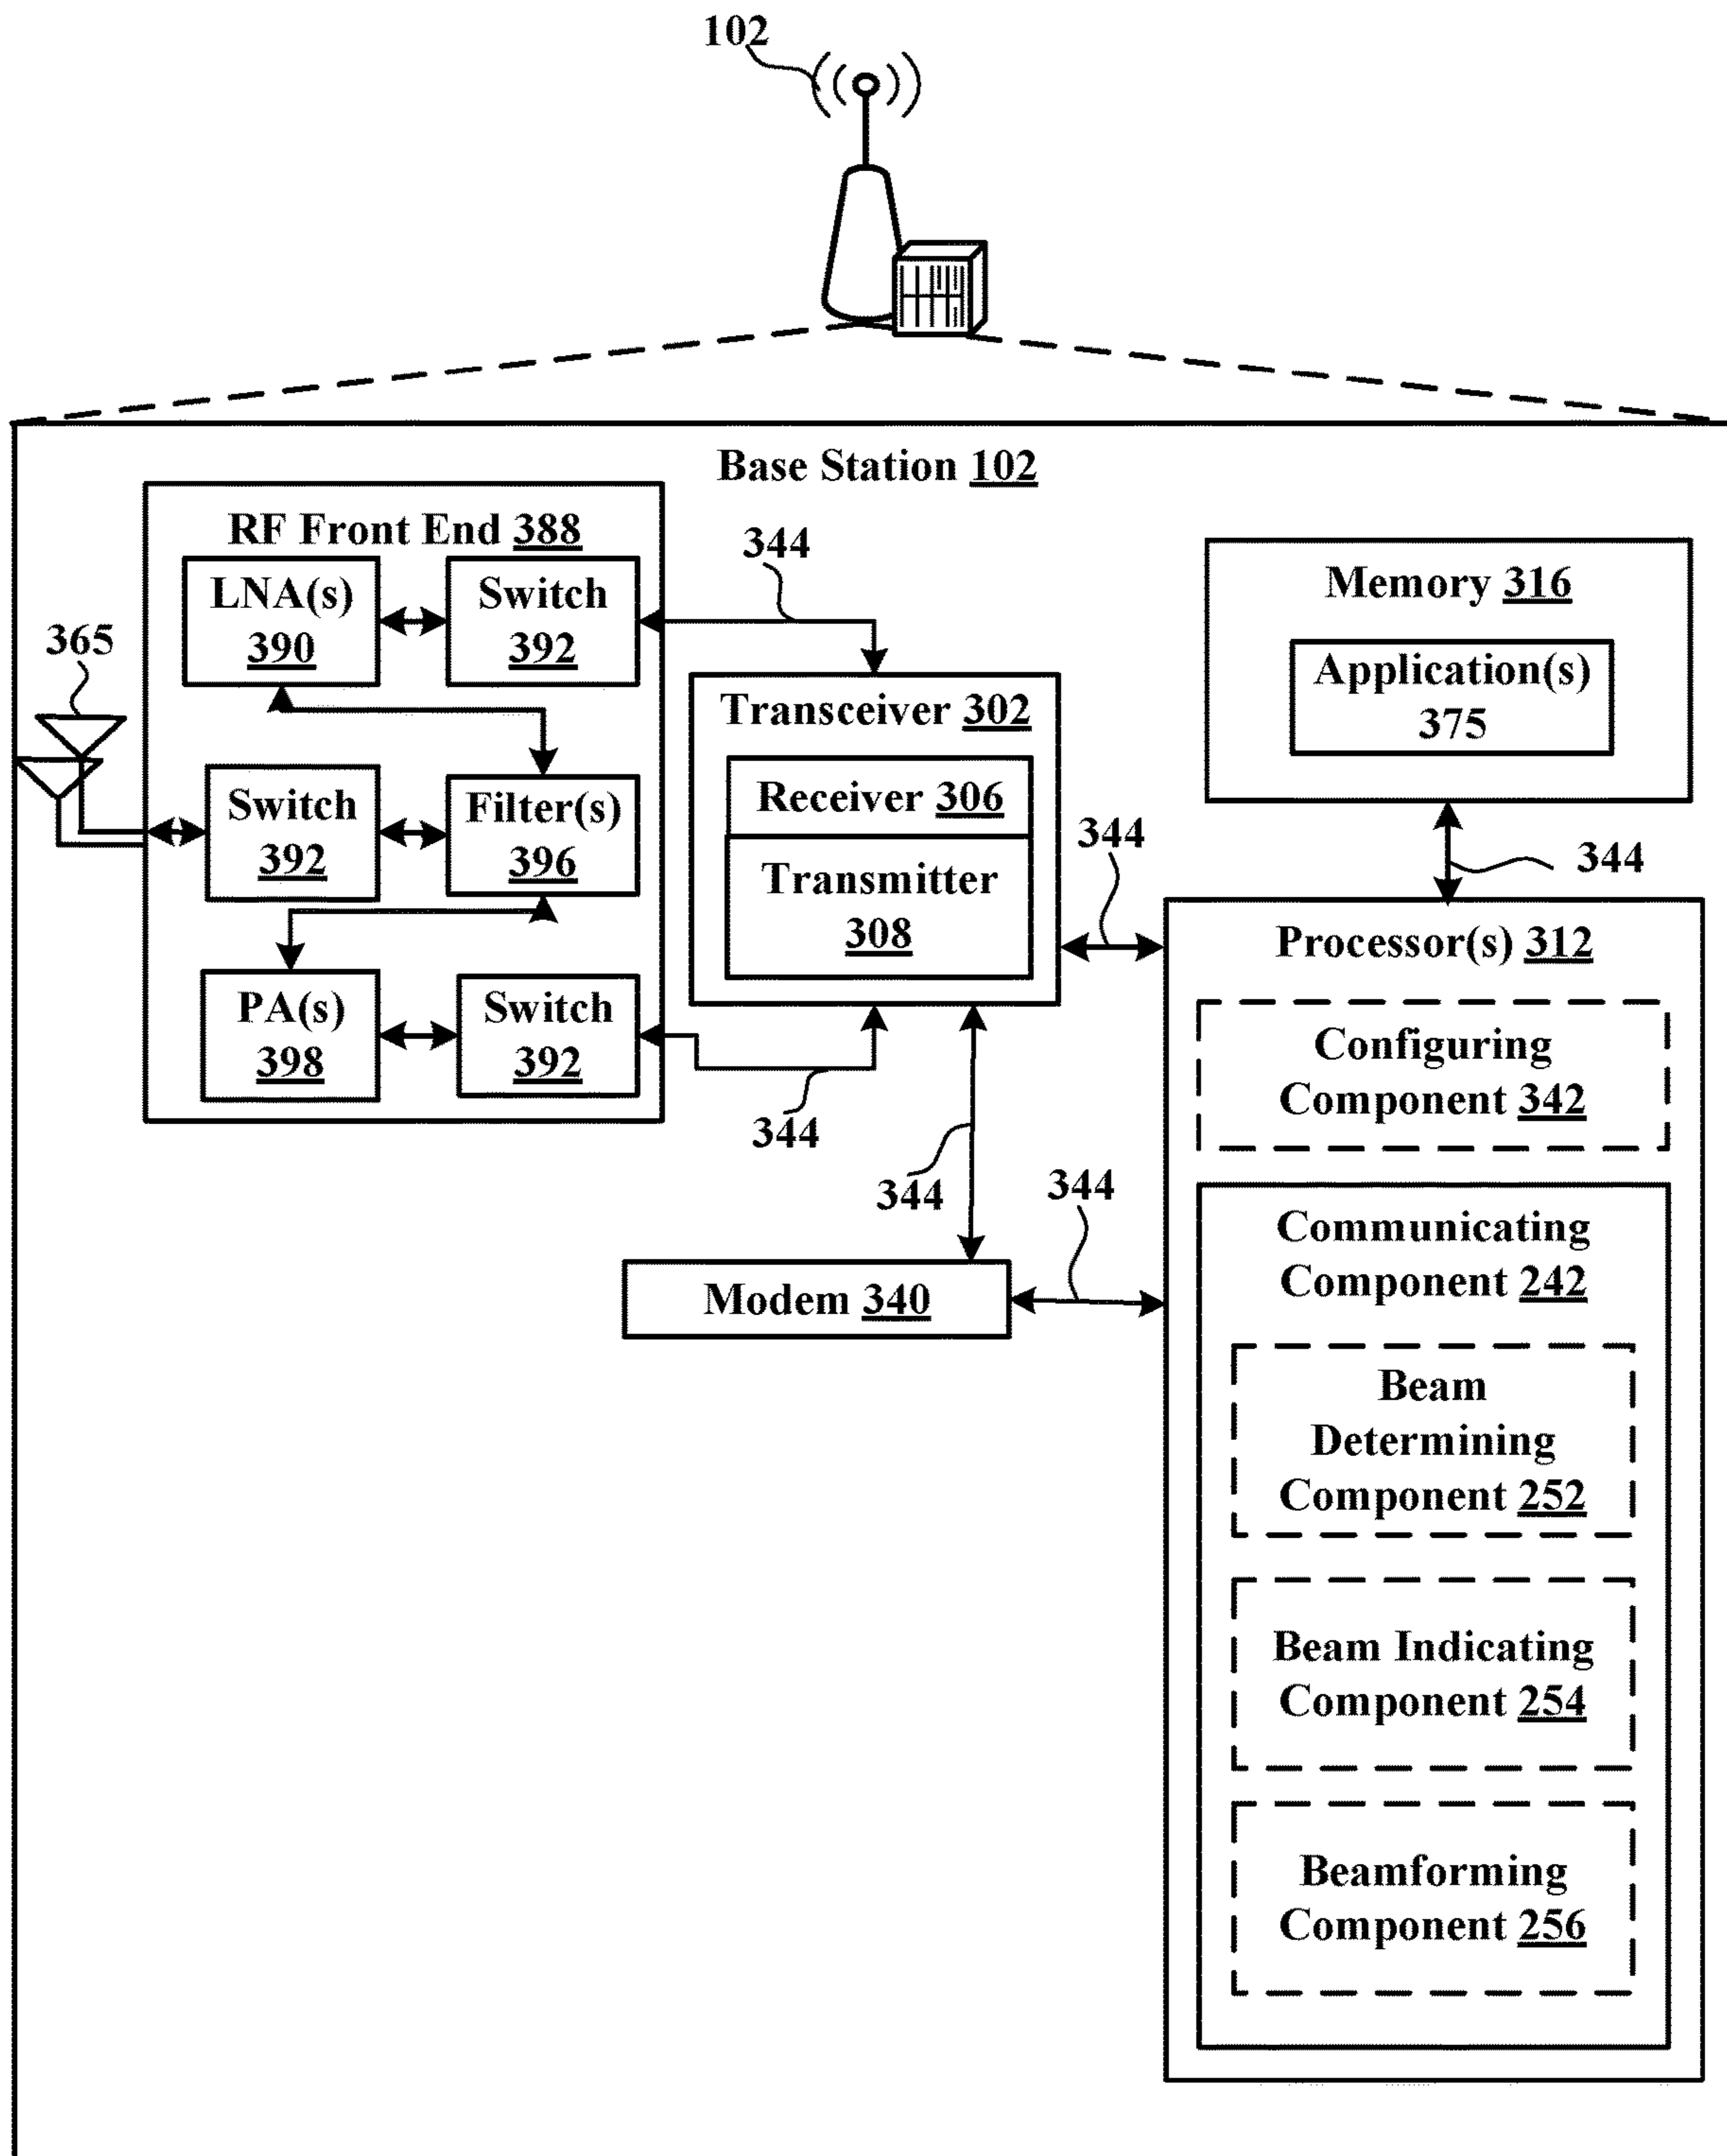 102
Base Station 102
RF Front End 388
LNA(s)
390
Switch
392
344
365
Switch
392
Filter(s)
396
PA(s)
398
Switch
392
344
Transceiver 302
Receiver 306
Transmitter
308
344
344
Modem 340
344
Memory 316
Application(s)
375
344
Processor(s) 312
Configuring
Component 342
Communicating
Component 242
Beam
Determining
Component 252
Beam Indicating
Component 254
Beamforming
Component 256